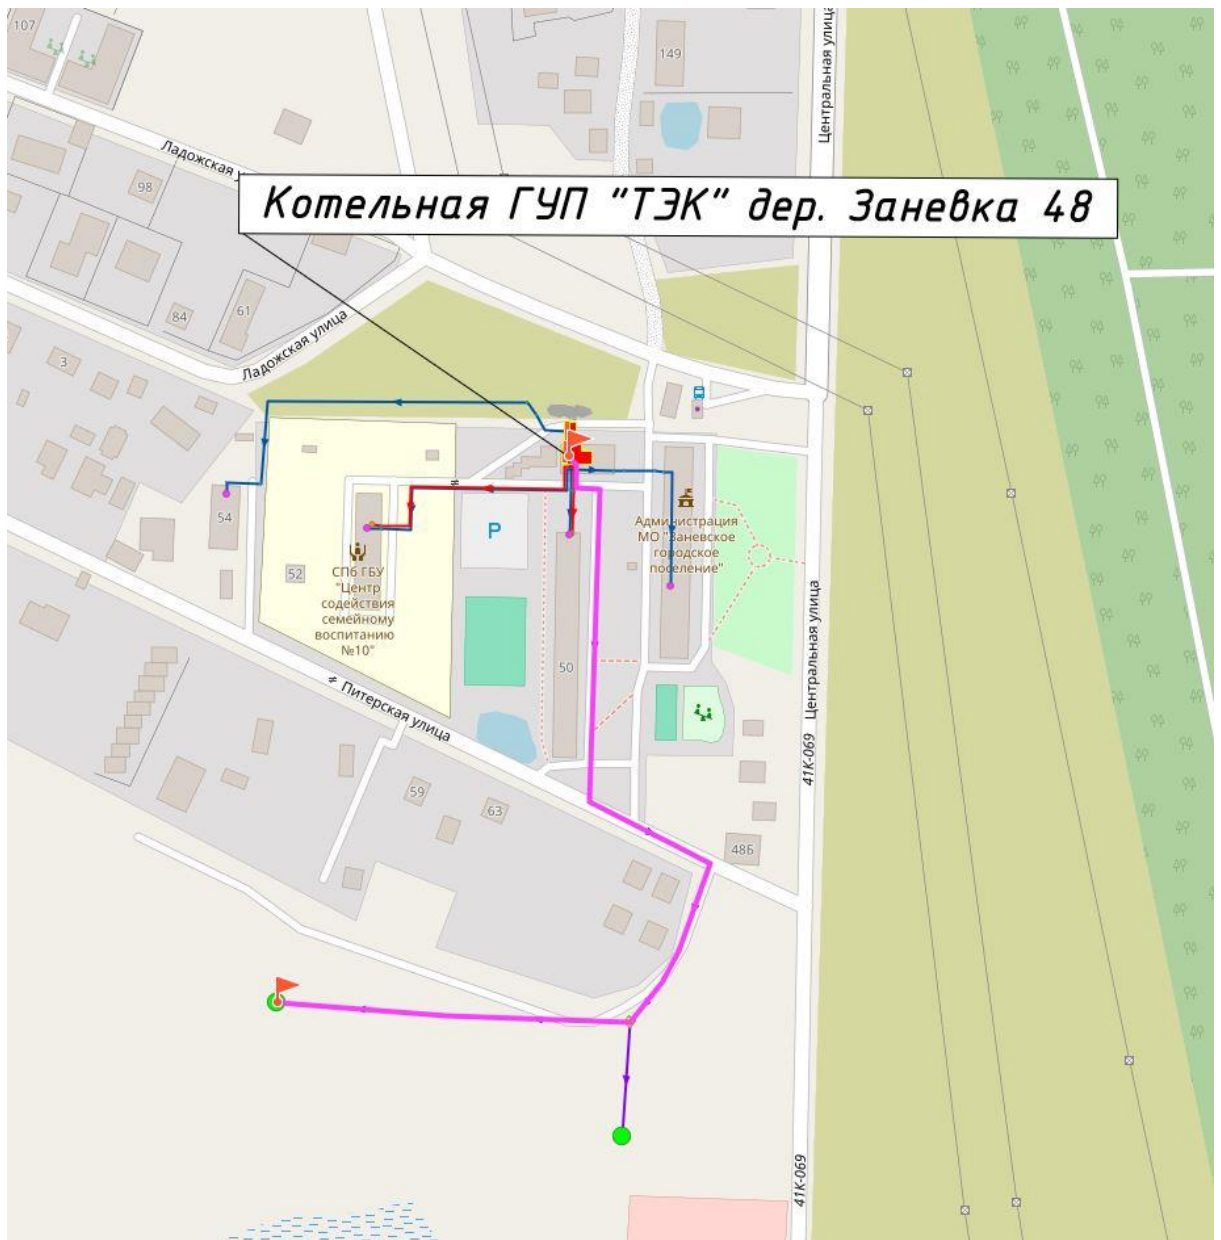 107
149
Центральная улица
Ладожская у
98
Котельная ГУП "ТЭК" дер. Заневка 48
61
84
Ладожская улица
3
54
P
Администрация
МО "Заневское
городское
поселение"
52
СПб ГБУ
"Центр
содействия
семейному
воспитанию
№10"
50
Питерская улица
41К-069 Центральная улица
59
63
48Б
41К-069